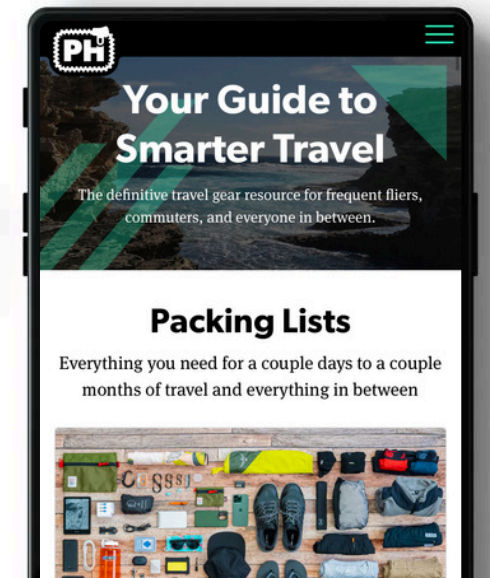 PH
Your Guide to
Smarter Travel
The definitive travel gear resource for frequent fliers,
commuters, and everyone in between.
Packing Lists
Everything you need for a couple days to a couple
months of travel and everything in between